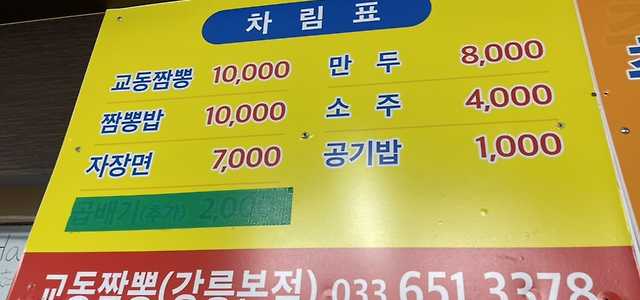 차림표
교동짬뽕 10,000
짬뽕밥 10,000
자장면 7,000
곱배기(추가) 2,000
만두 8,000
소주 4,000
공기밥 1,000
교동짬뽕(강릉본점) 033 651 3378